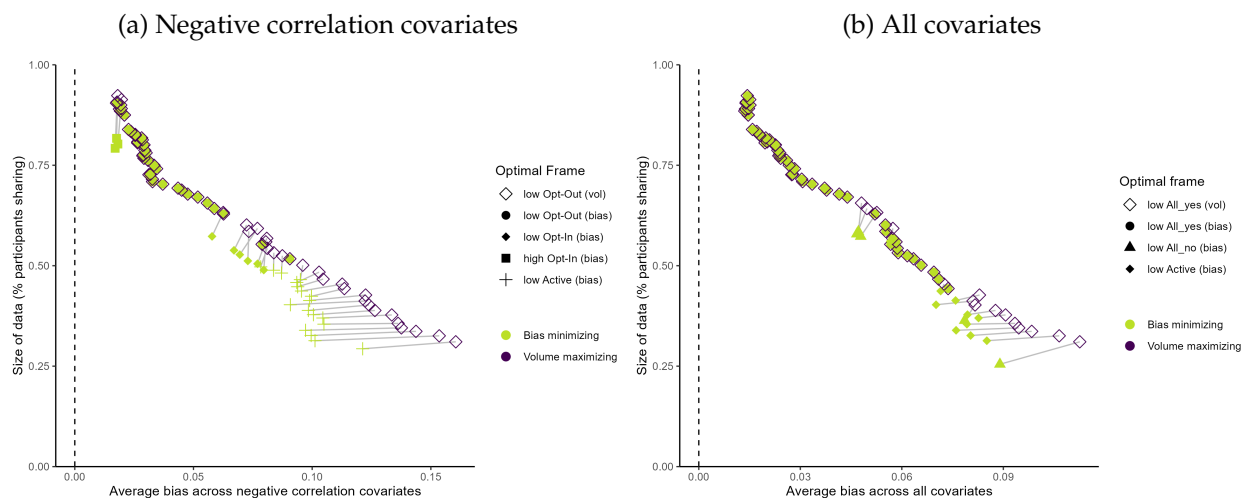 (a) Negative correlation covariates
1.00
0.75
0.50
0.25
0.00
Size of data (% participants sharing)
0.00
0.05
0.10
0.15
Average bias across negative correlation covariates
Optimal Frame
low Opt-Out (vol)
low Opt-Out (bias)
low Opt-In (bias)
high Opt-In (bias)
low Active (bias)
Bias minimizing
Volume maximizing
(b) All covariates
1.00
0.75
0.50
0.25
0.00
Size of data (% participants sharing)
0.00
0.03
0.06
0.09
Average bias across all covariates
Optimal frame
low All_yes (vol)
low All_yes (bias)
low All_no (bias)
low Active (bias)
Bias minimizing
Volume maximizing